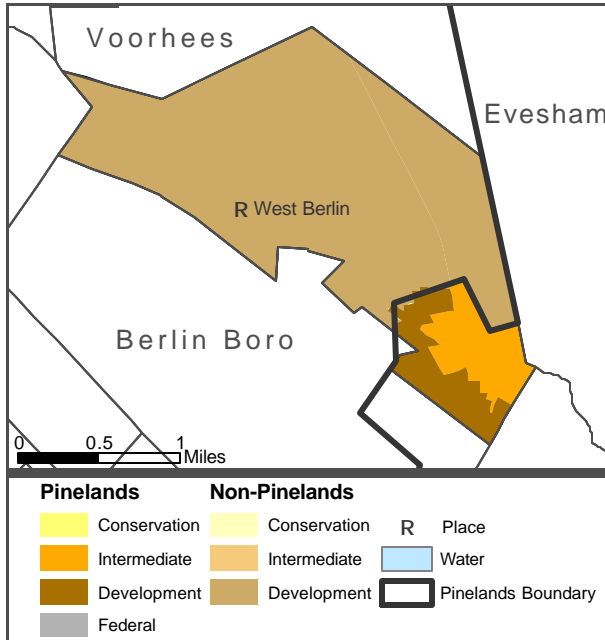 Voorhees
Evesham
R West Berlin
Berlin Boro
0 0.5 1
Miles
Pinelands Non-Pinelands
Conservation Conservation R Place
Intermediate Intermediate Water
Development Development Pinelands Boundary
Federal